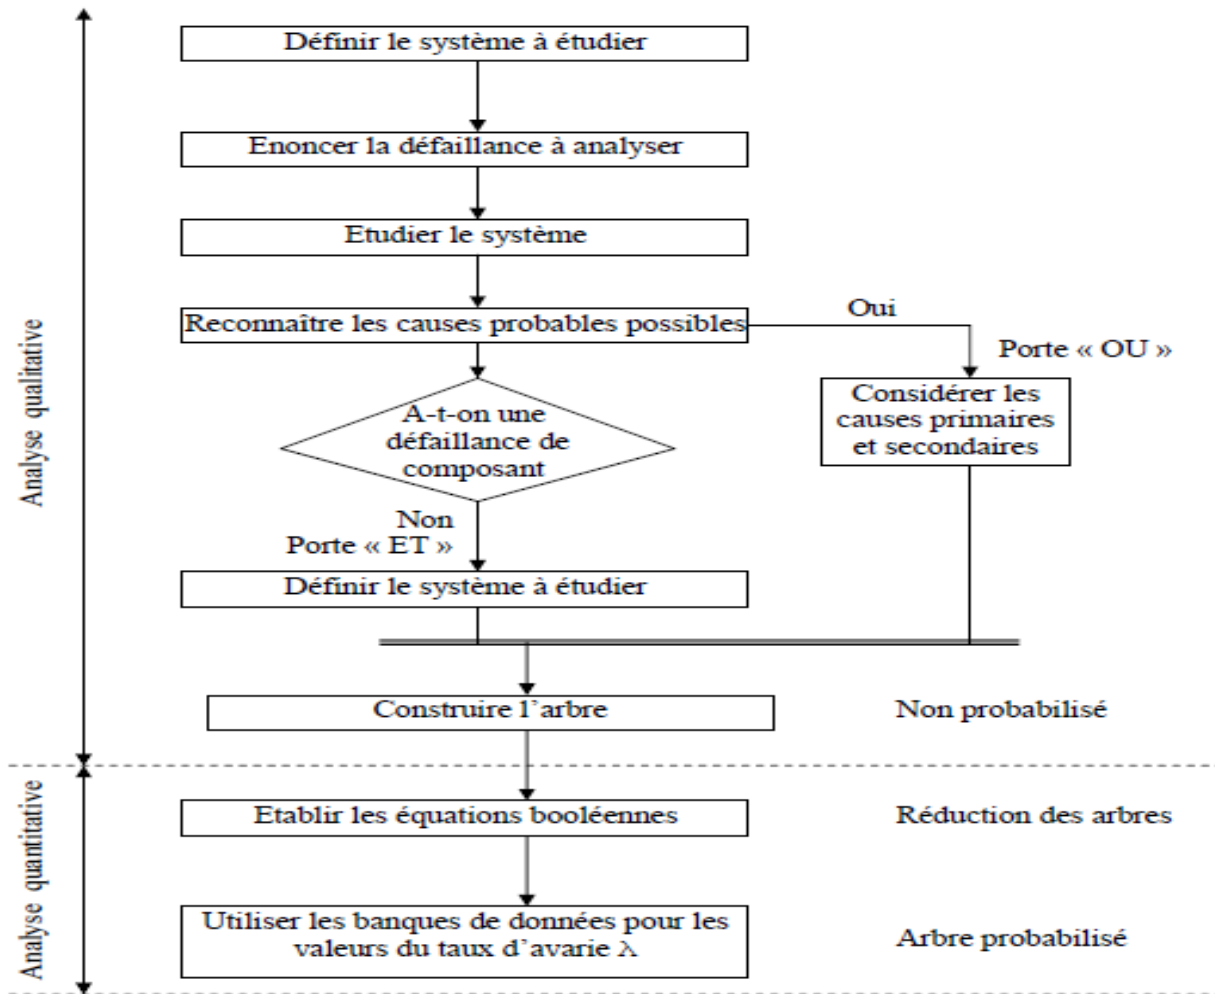 Définir le système à étudier
Enoncer la défaillance à analyser
Etudier le système
Reconnaître les causes probables possibles
Oui
Porte « OU »
Considérer les
causes primaires
et secondaires
A-t-on une
défaillance de
composant
Non
Porte « ET »
Définir le système à étudier
Construire l'arbre
Non probabilisé
Analyse qualitative
Etablir les équations booléennes
Réduction des arbres
Utiliser les banques de données pour les
valeurs du taux d'avarie λ
Arbre probabilisé
Analyse quantitative